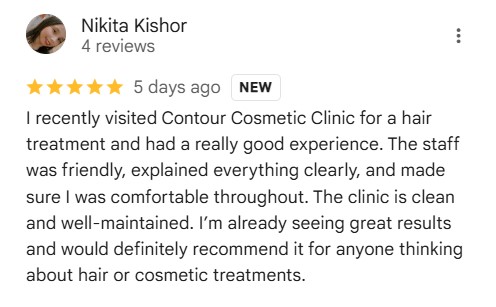 Nikita Kishor
4 reviews
5 days ago NEW
I recently visited Contour Cosmetic Clinic for a hair
treatment and had a really good experience. The staff
was friendly, explained everything clearly, and made
sure I was comfortable throughout. The clinic is clean
and well-maintained. I’m already seeing great results
and would definitely recommend it for anyone thinking
about hair or cosmetic treatments.